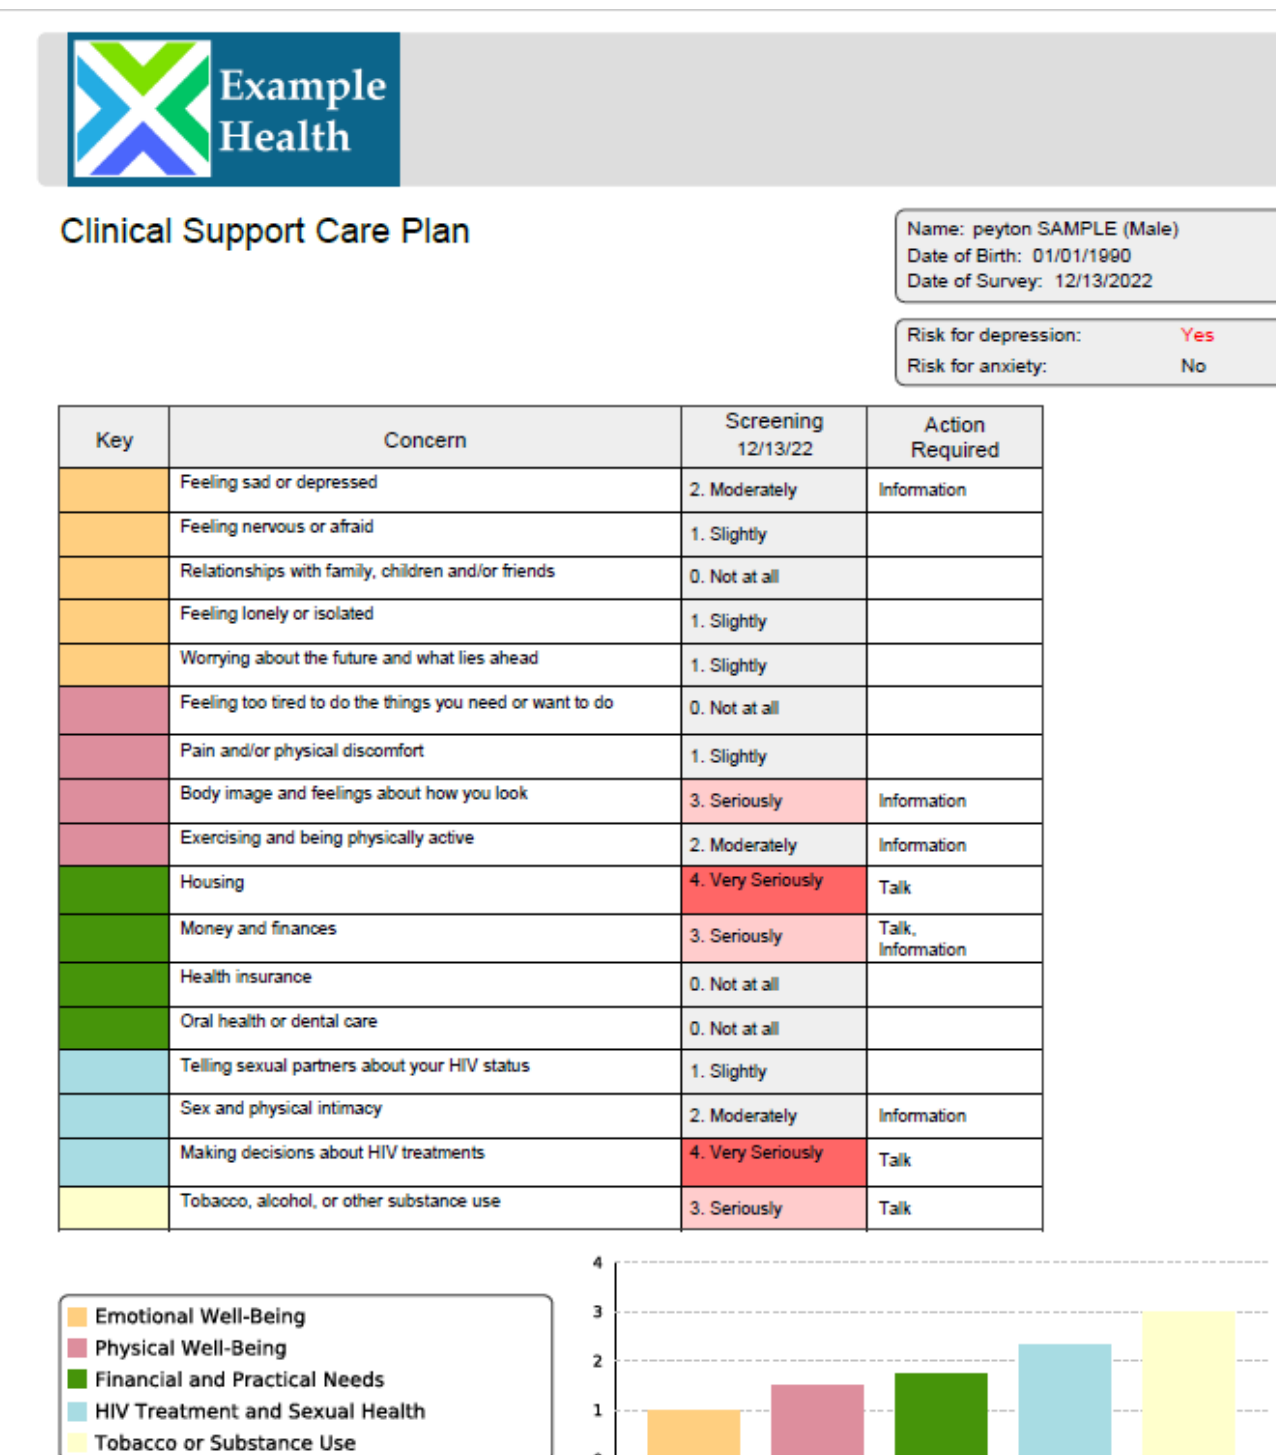 Example
Health
Clinical Support Care Plan
Name: peyton SAMPLE (Male)
Date of Birth: 01/01/1990
Date of Survey: 12/13/2022
Risk for depression: Yes
Risk for anxiety: No
Key Concern Screening 12/13/22 Action Required
Feeling sad or depressed 2. Moderately Information
Feeling nervous or afraid 1. Slightly
Relationships with family, children and/or friends 0. Not at all
Feeling lonely or isolated 1. Slightly
Worrying about the future and what lies ahead 1. Slightly
Feeling too tired to do the things you need or want to do 0. Not at all
Pain and/or physical discomfort 1. Slightly
Body image and feelings about how you look 3. Seriously Information
Exercising and being physically active 2. Moderately Information
Housing 4. Very Seriously Talk
Money and finances 3. Seriously Talk, Information
Health insurance 0. Not at all
Oral health or dental care 0. Not at all
Telling sexual partners about your HIV status 1. Slightly
Sex and physical intimacy 2. Moderately Information
Making decisions about HIV treatments 4. Very Seriously Talk
Tobacco, alcohol, or other substance use 3. Seriously Talk
Emotional Well-Being
Physical Well-Being
Financial and Practical Needs
HIV Treatment and Sexual Health
Tobacco or Substance Use
4
3
2
1